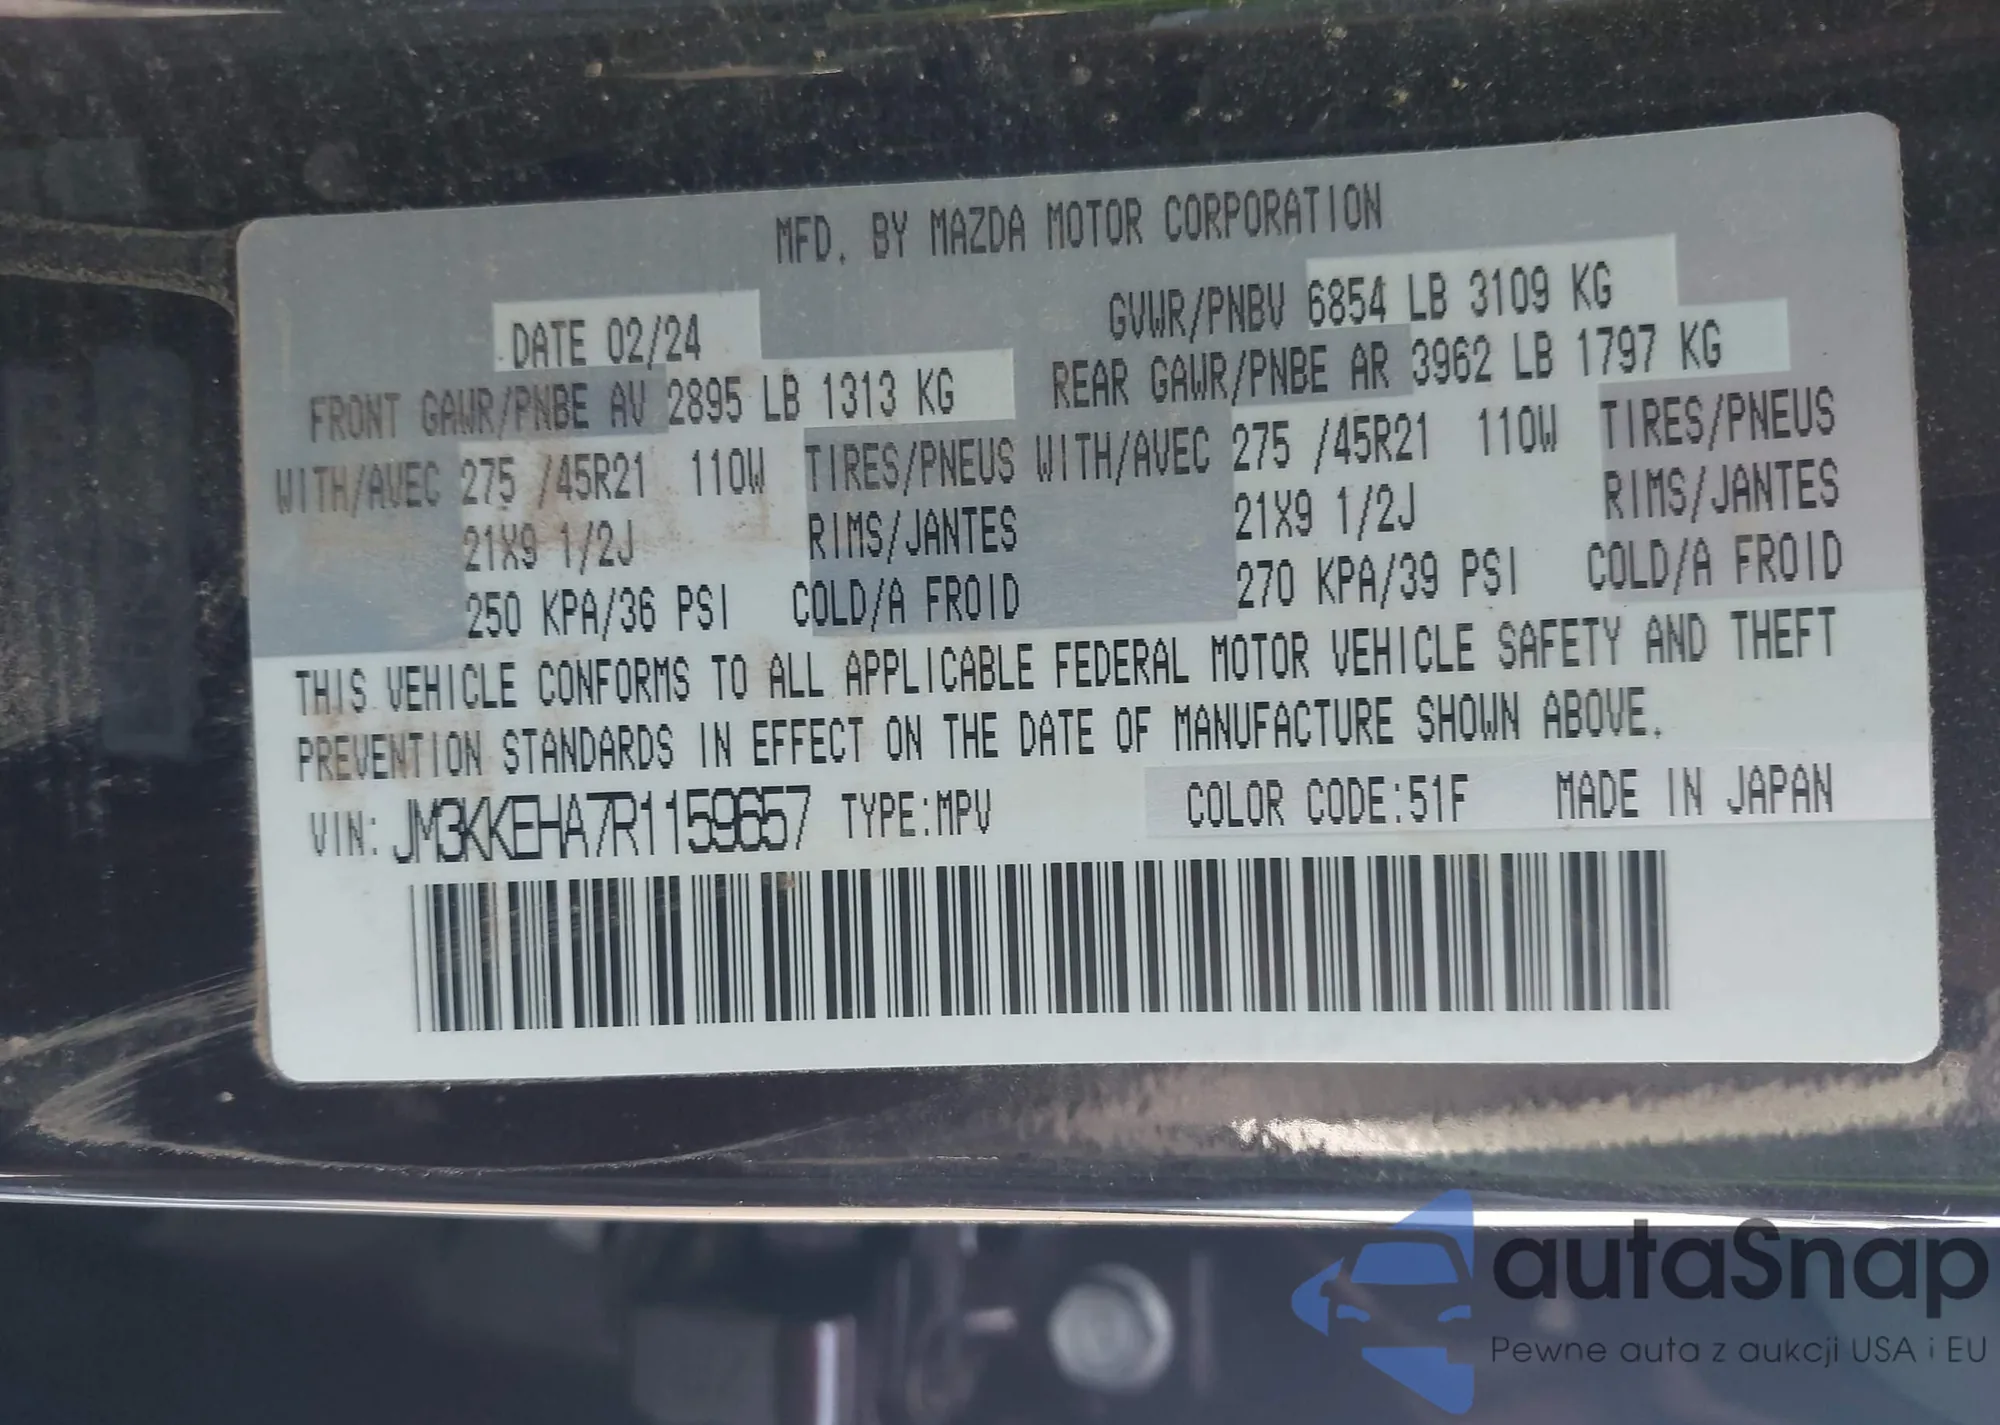 MFD. BY MAZDA MOTOR CORPORATION
DATE 02/24 GVWR/PNBV 6854 LB 3109 KG
FRONT GAWR/PNBE AV 2895 LB 1313 KG REAR GAWR/PNBE AR 3962 LB 1797 KG
WITH/AVEC 275 /45R21 110W TIRES/PNEUS WITH/AVEC 275 /45R21 110W TIRES/PNEUS
21X9 1/2J RIMS/JANTES 21X9 1/2J RIMS/JANTES
250 KPA/36 PSI COLD/A FROID 270 KPA/39 PSI COLD/A FROID
THIS VEHICLE CONFORMS TO ALL APPLICABLE FEDERAL MOTOR VEHICLE SAFETY AND THEFT
PREVENTION STANDARDS IN EFFECT ON THE DATE OF MANUFACTURE SHOWN ABOVE.
VIN: JM3KKEHA7R1159657 TYPE:MPV COLOR CODE:51F MADE IN JAPAN
autaSnap
Pewne auta z aukcji USA i EU